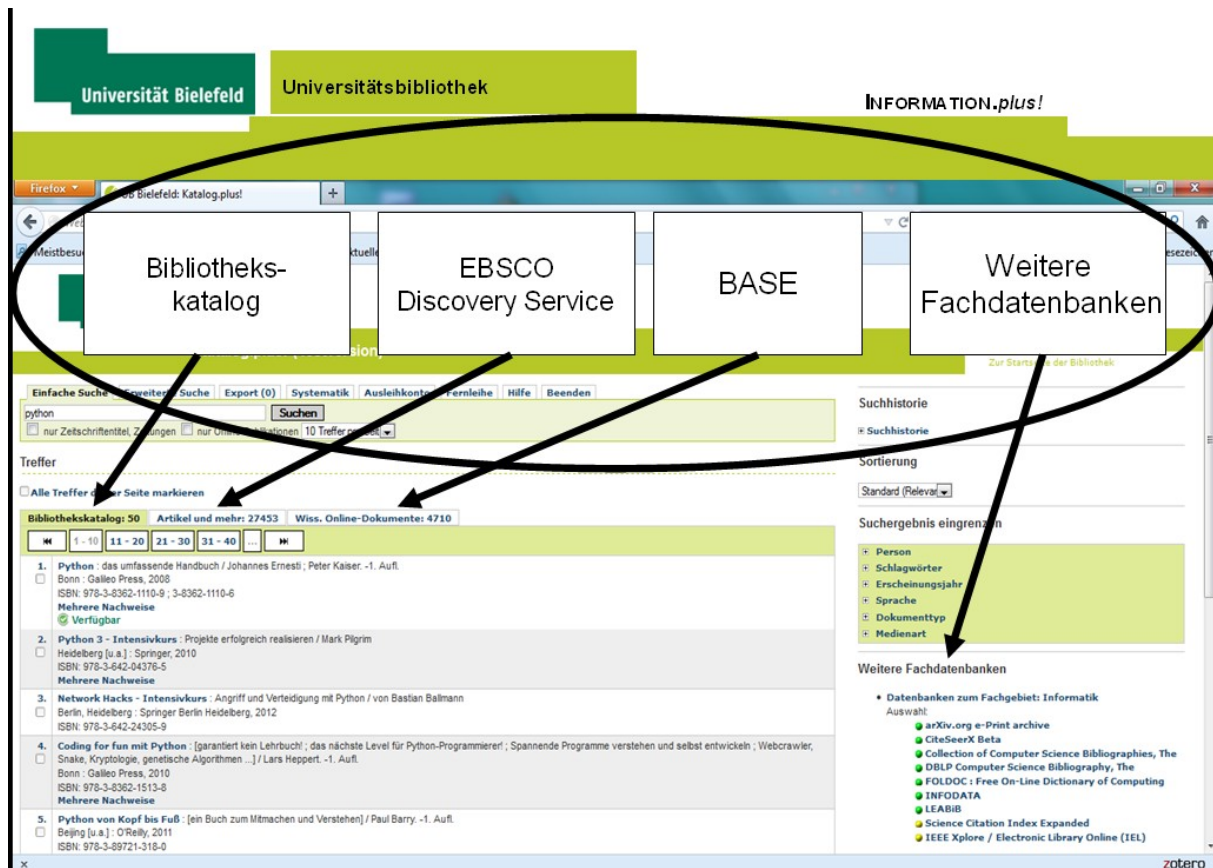 Universität Bielefeld
Universitätsbibliothek
INFORMATION.plus!
Firefox
UB Bielefeld: Katalog.plus!
Meistbesu
ktuelle
esezeichen
Bibliotheks-
katalog
EBSCO
Discovery Service
BASE
Weitere
Fachdatenbanken
Zur Startseite der Bibliothek
Einfache Suche
Erweiterte Suche
Export (0)
Systematik
Ausleihkonto
Fernleihe
Hilfe
Beenden
python
Suchen
nur Zeitschriftentitel, Zeitungen
nur Online-Publikationen
10 Treffer pro Seite
Treffer
Alle Treffer dieser Seite markieren
Bibliothekskatalog: 50
Artikel und mehr: 27453
Wiss. Online-Dokumente: 4710
1 - 10
11 - 20
21 - 30
31 - 40
...
1. Python : das umfassende Handbuch / Johannes Ernesti ; Peter Kaiser. -1. Aufl.
Bonn : Galileo Press, 2008
ISBN: 978-3-8362-1110-9 ; 3-8362-1110-6
Mehrere Nachweise
Verfügbar
2. Python 3 - Intensivkurs : Projekte erfolgreich realisieren / Mark Pilgrim
Heidelberg [u.a.] : Springer, 2010
ISBN: 978-3-642-04376-5
Mehrere Nachweise
3. Network Hacks - Intensivkurs : Angriff und Verteidigung mit Python / von Bastian Ballmann
Berlin, Heidelberg : Springer Berlin Heidelberg, 2012
ISBN: 978-3-642-24305-9
4. Coding for fun mit Python : [garantiert kein Lehrbuch! ; das nächste Level für Python-Programmierer! ; Spannende Programme verstehen und selbst entwickeln ; Webcrawler,
Snake, Kryptologie, genetische Algorithmen ...] / Lars Heppert. -1. Aufl.
Bonn : Galileo Press, 2010
ISBN: 978-3-8362-1513-8
Mehrere Nachweise
5. Python von Kopf bis Fuß : [ein Buch zum Mitmachen und Verstehen] / Paul Barry. -1. Aufl.
Beijing [u.a.] : O'Reilly, 2011
ISBN: 978-3-89721-318-0
Suchhistorie
Suchhistorie
Sortierung
Standard (Relevan
Suchergebnis eingrenzen
Person
Schlagwörter
Erscheinungsjahr
Sprache
Dokumenttyp
Medienart
Weitere Fachdatenbanken
Datenbanken zum Fachgebiet: Informatik
Auswahl:
arXiv.org e-Print archive
CiteSeerX Beta
Collection of Computer Science Bibliographies, The
DBLP Computer Science Bibliography, The
FOLDOC : Free On-Line Dictionary of Computing
INFODATA
LEABiB
Science Citation Index Expanded
IEEE Xplore / Electronic Library Online (IEL)
x
zotero